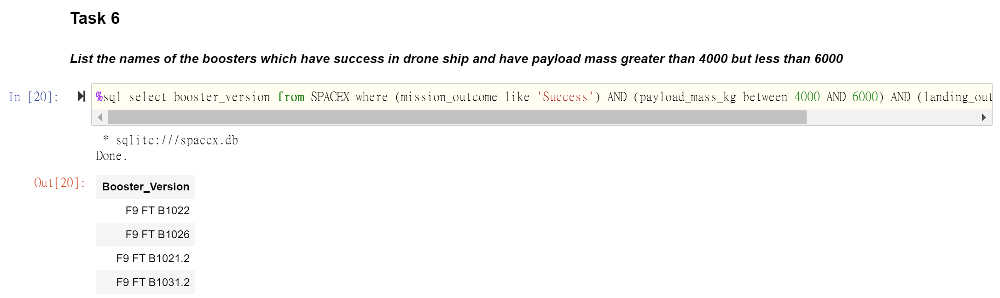 Task 6
List the names of the boosters which have success in drone ship and have payload mass greater than 4000 but less than 6000
In [20]: %sql select booster_version from SPACEX where (mission_outcome like 'Success') AND (payload_mass_kg between 4000 AND 6000) AND (landing_out
* sqlite:///spacex.db
Done.
Out[20]:
Booster_Version
F9 FT B1022
F9 FT B1026
F9 FT B1021.2
F9 FT B1031.2